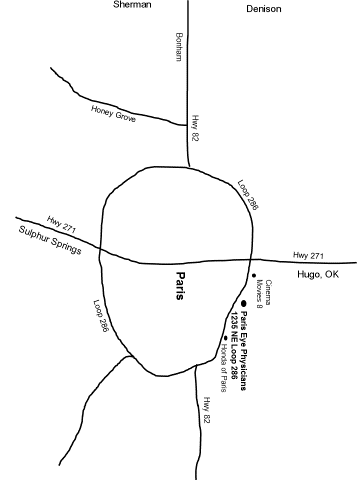 Sherman
Denison
Bonham
Honey Grove
Hwy 82
Loop 286
Hwy 271
Sulphur Springs
Hwy 271
Hugo, OK
Paris
Cinema
Movies 8
Paris Eye Physicians
1235 NE Loop 286
Loop 286
Honda of Paris
Hwy 82